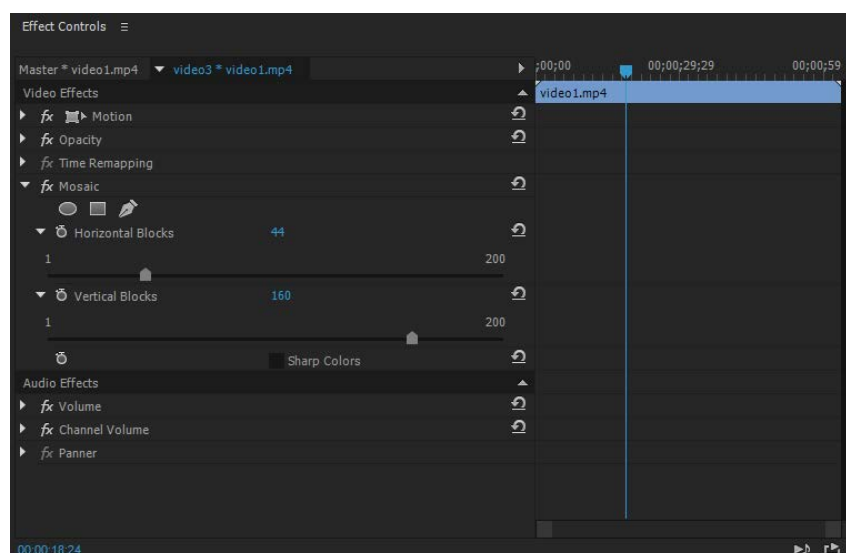 Effect Controls
Master * video1.mp4 video3 * video1.mp4 ;00;00 00;00;29;29 00;00;59
Video Effects video1.mp4
fx Motion
fx Opacity
fx Time Remapping
fx Mosaic
Horizontal Blocks 44
1 200
Vertical Blocks 160
1 200
Sharp Colors
Audio Effects
fx Volume
fx Channel Volume
fx Panner
00:00:18:24